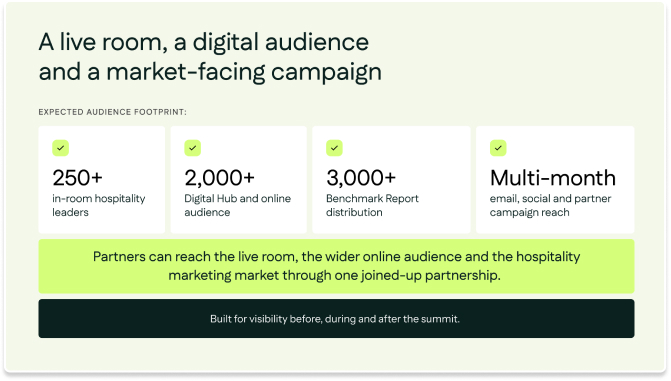 A live room, a digital audience
and a market-facing campaign
EXPECTED AUDIENCE FOOTPRINT:
250+
in-room hospitality
leaders
2,000+
Digital Hub and online
audience
3,000+
Benchmark Report
distribution
Multi-month
email, social and partner
campaign reach
Partners can reach the live room, the wider online audience and the hospitality
marketing market through one joined-up partnership.
Built for visibility before, during and after the summit.